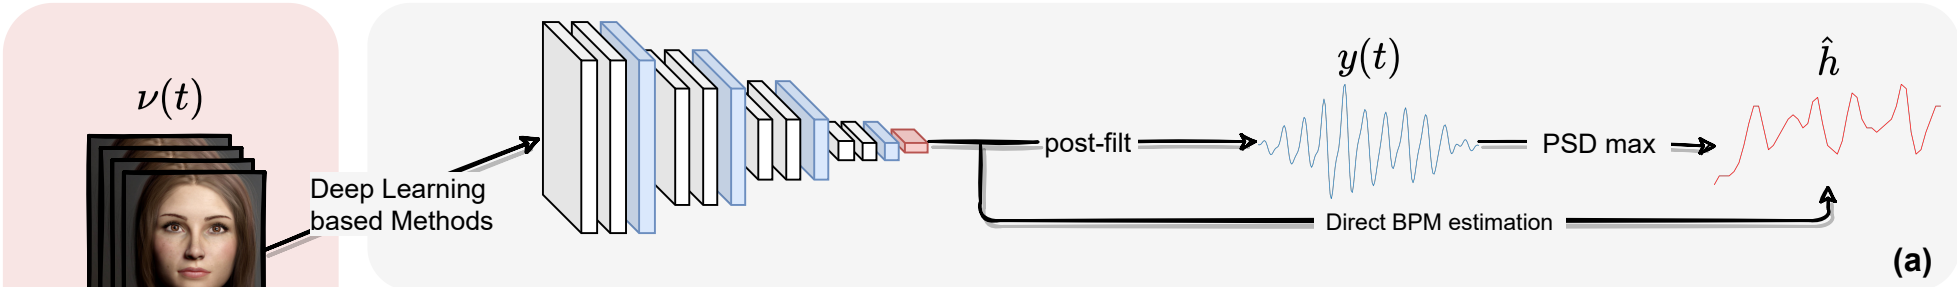 ν(t)
Deep Learning
based Methods
post-filt
y(t)
PSD max
ĥ
Direct BPM estimation
(a)